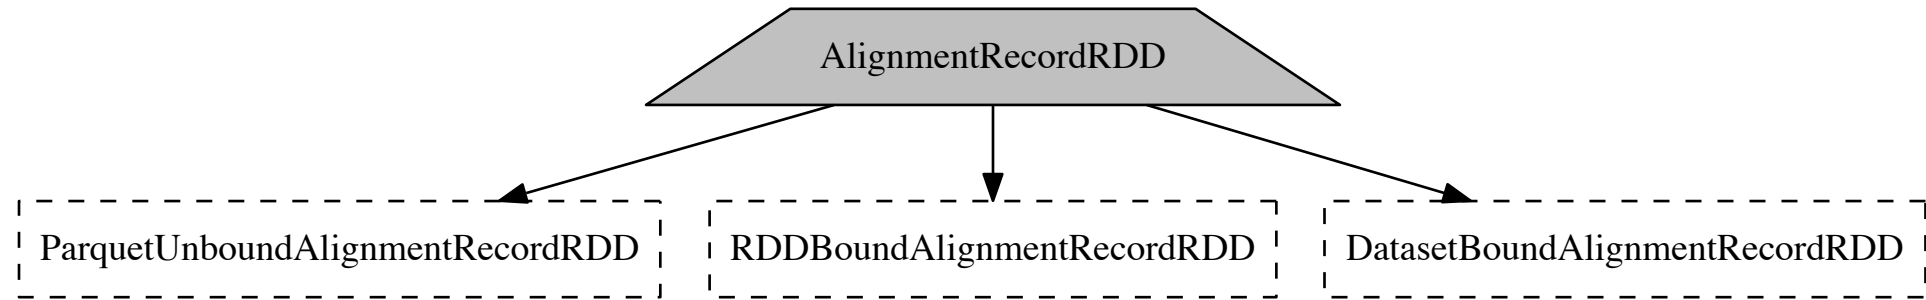 AlignmentRecordRDD
ParquetUnboundAlignmentRecordRDD
RDDBoundAlignmentRecordRDD
DatasetBoundAlignmentRecordRDD